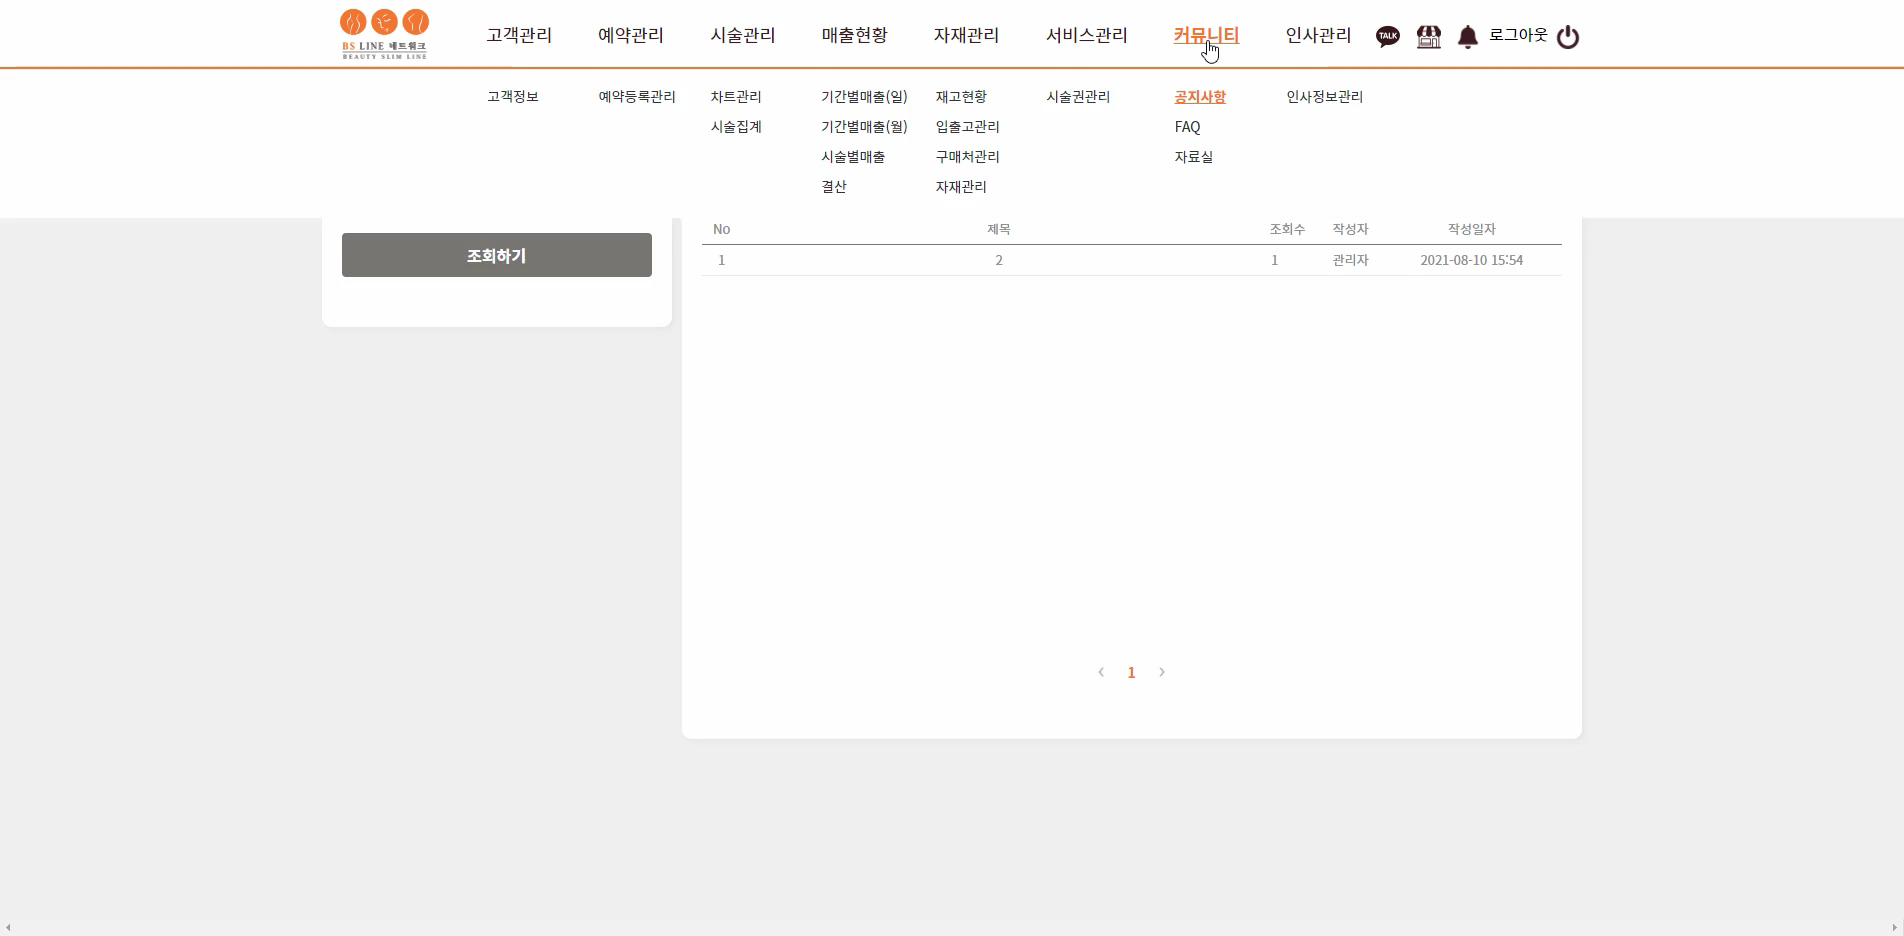 BS LINE 네트워크
BEAUTY SLIM LINE
고객관리 예약관리 시술관리 매출현황 자재관리 서비스관리 커뮤니티 인사관리 TALK 로그아웃
고객정보 예약등록관리 차트관리 기간별매출(일) 재고현황 시술권관리 공지사항 인사정보관리
시술집계 기간별매출(월) 입출고관리 FAQ
시술별매출 구매처관리 자료실
결산 자재관리
No 제목 조회수 작성자 작성일자
조회하기
1 2 1 관리자 2021-08-10 15:54
1